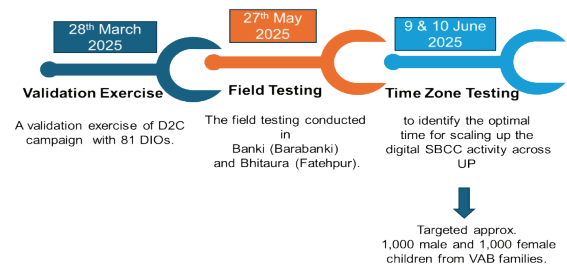 28th March
2025
Validation Exercise
A validation exercise of D2C
campaign with 81 DIOs.
27th May
2025
Field Testing
The field testing conducted
in
Banki (Barabanki)
and Bhitaura (Fatehpur).
9 & 10 June
2025
Time Zone Testing
to identify the optimal
time for scaling up the
digital SBCC activity across
UP
Targeted approx.
1,000 male and 1,000 female
children from VAB families.